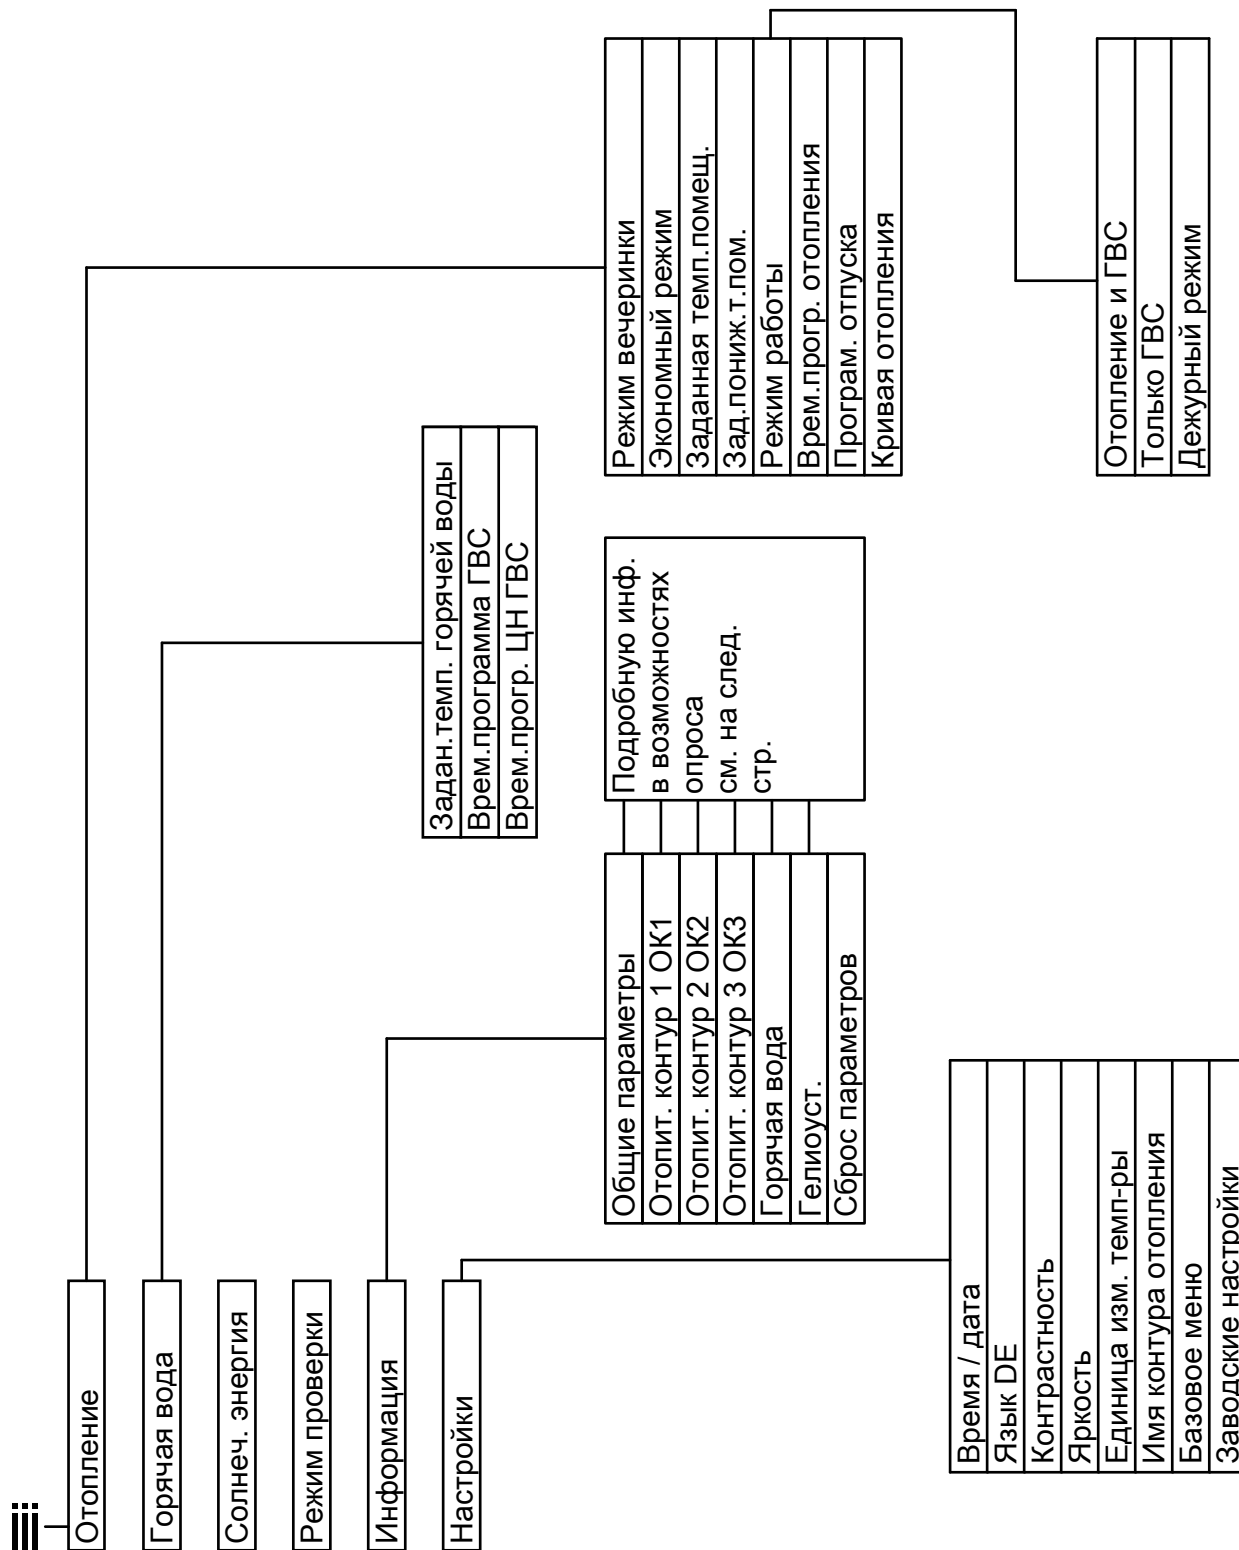 Отопление
Горячая вода
Солнеч. энергия
Режим проверки
Информация
Настройки
Задан.темп. горячей воды
Врем.программа ГВС
Врем.прогр. ЦН ГВС
Режим вечеринки
Экономный режим
Заданная темп.помещ.
Зад.пониж.т.пом.
Режим работы
Врем.прогр. отопления
Програм. отпуска
Кривая отопления
Отопление и ГВС
Только ГВС
Дежурный режим
Общие параметры
Отопит. контур 1 ОК1
Отопит. контур 2 ОК2
Отопит. контур 3 ОК3
Горячая вода
Гелиоуст.
Сброс параметров
Подробную инф.
в возможностях
опроса
см. на след.
стр.
Время / дата
Язык DE
Контрастность
Яркость
Единица изм. темп-ры
Имя контура отопления
Базовое меню
Заводские настройки